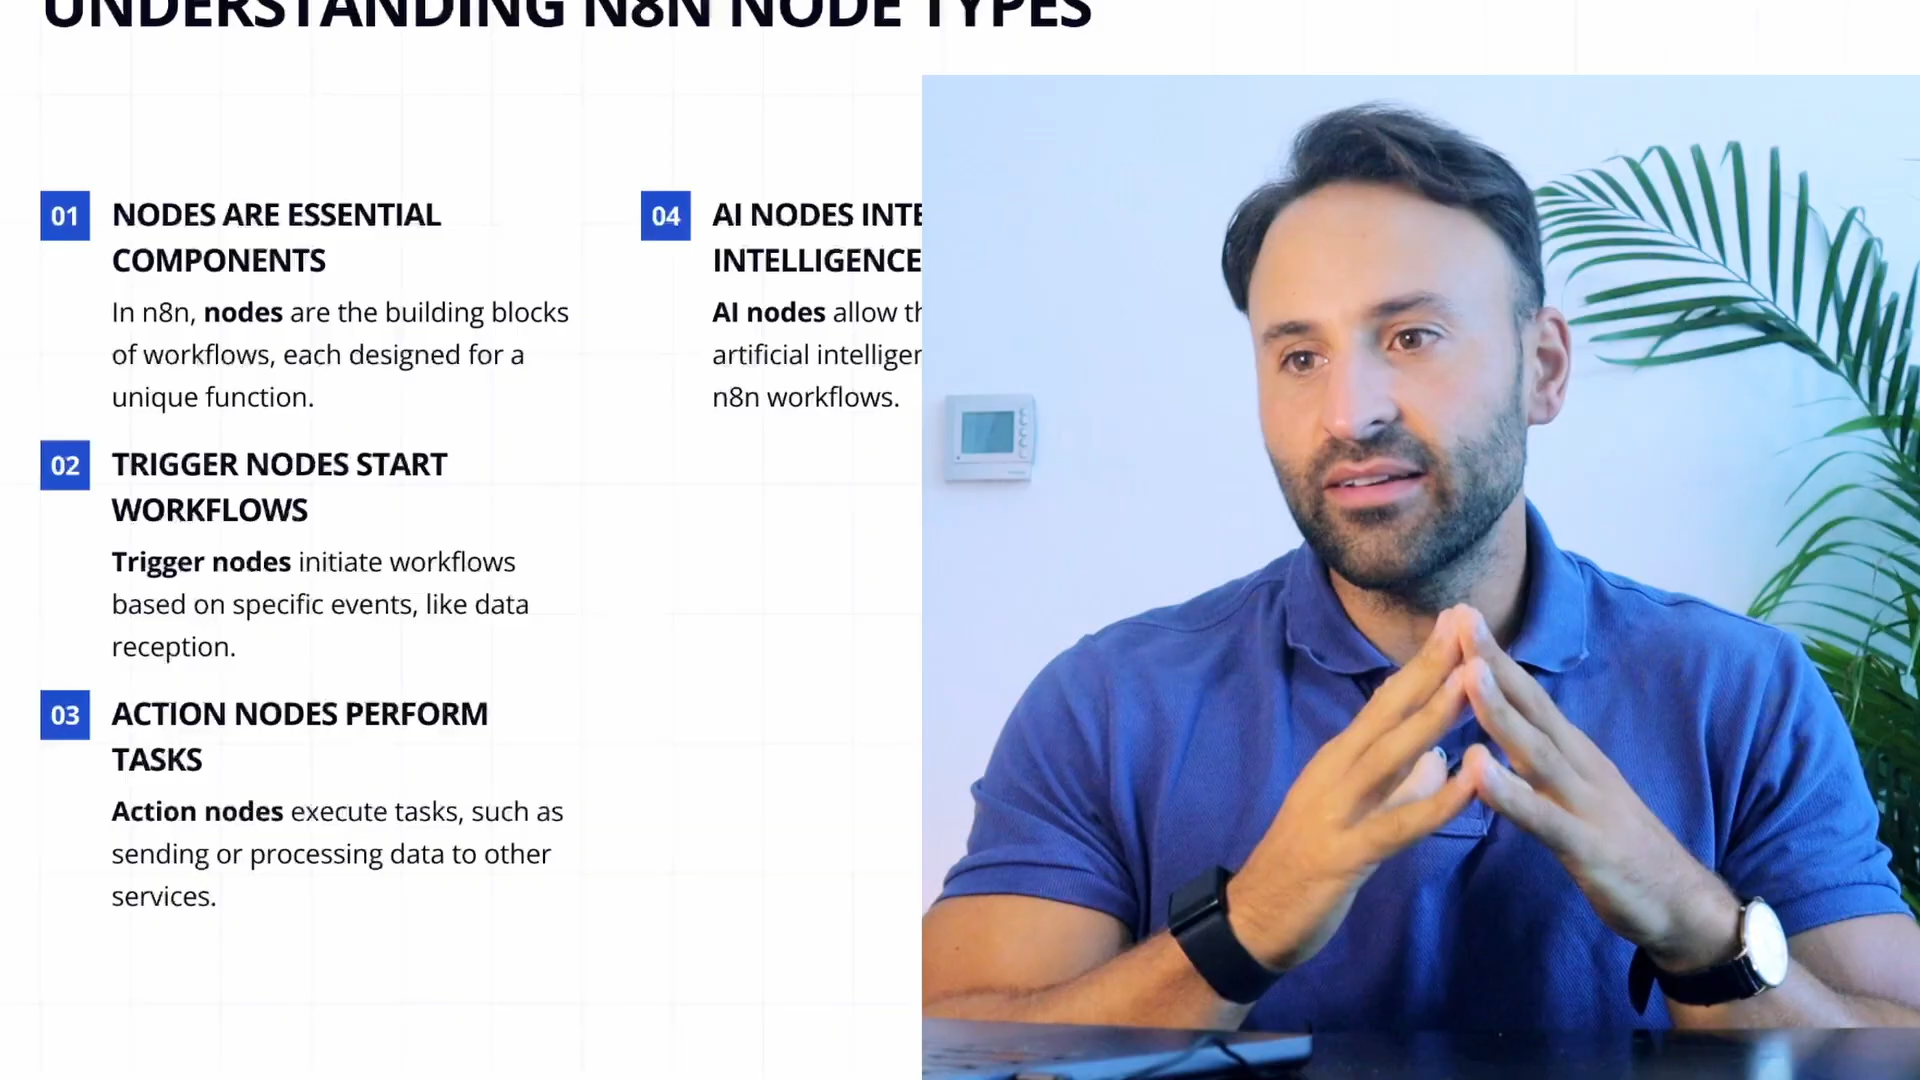 UNDERSTANDING N8N NODE TYPES
01
NODES ARE ESSENTIAL
COMPONENTS
In n8n, nodes are the building blocks
of workflows, each designed for a
unique function.
02
TRIGGER NODES START
WORKFLOWS
Trigger nodes initiate workflows
based on specific events, like data
reception.
03
ACTION NODES PERFORM
TASKS
Action nodes execute tasks, such as
sending or processing data to other
services.
04
AI NODES
INTELLIGENCE
AI nodes allow
n8n workflows.